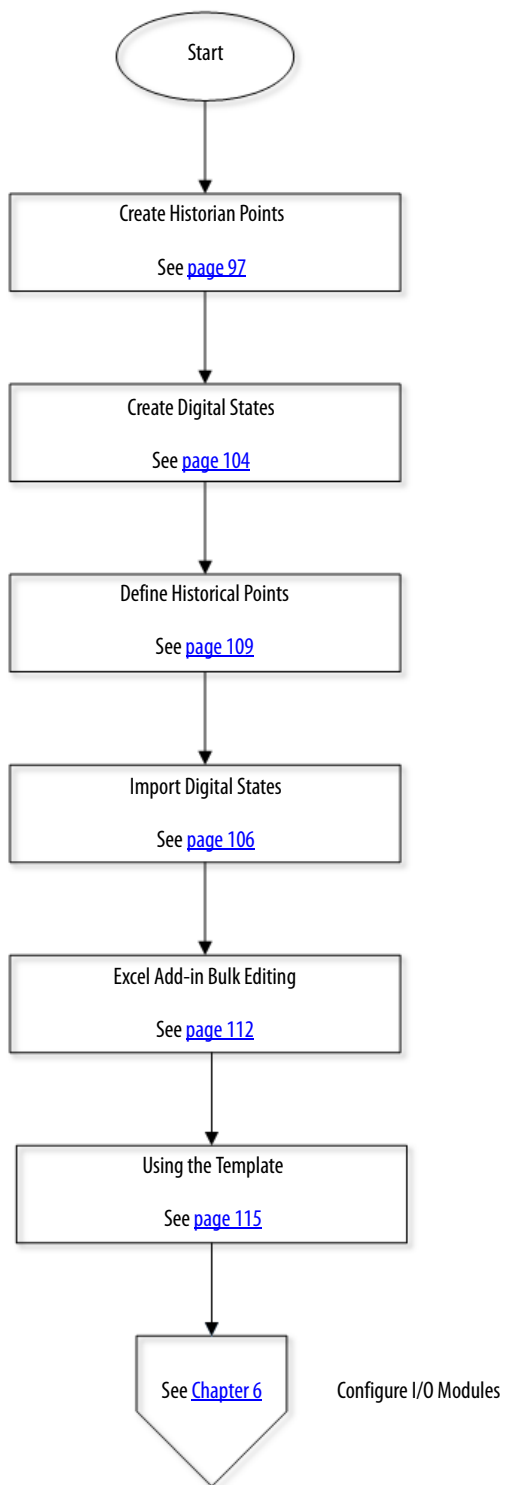 Start
Create Historian Points
See page 97
Create Digital States
See page 104
Define Historical Points
See page 109
Import Digital States
See page 106
Excel Add-in Bulk Editing
See page 112
Using the Template
See page 115
See Chapter 6
Configure I/O Modules